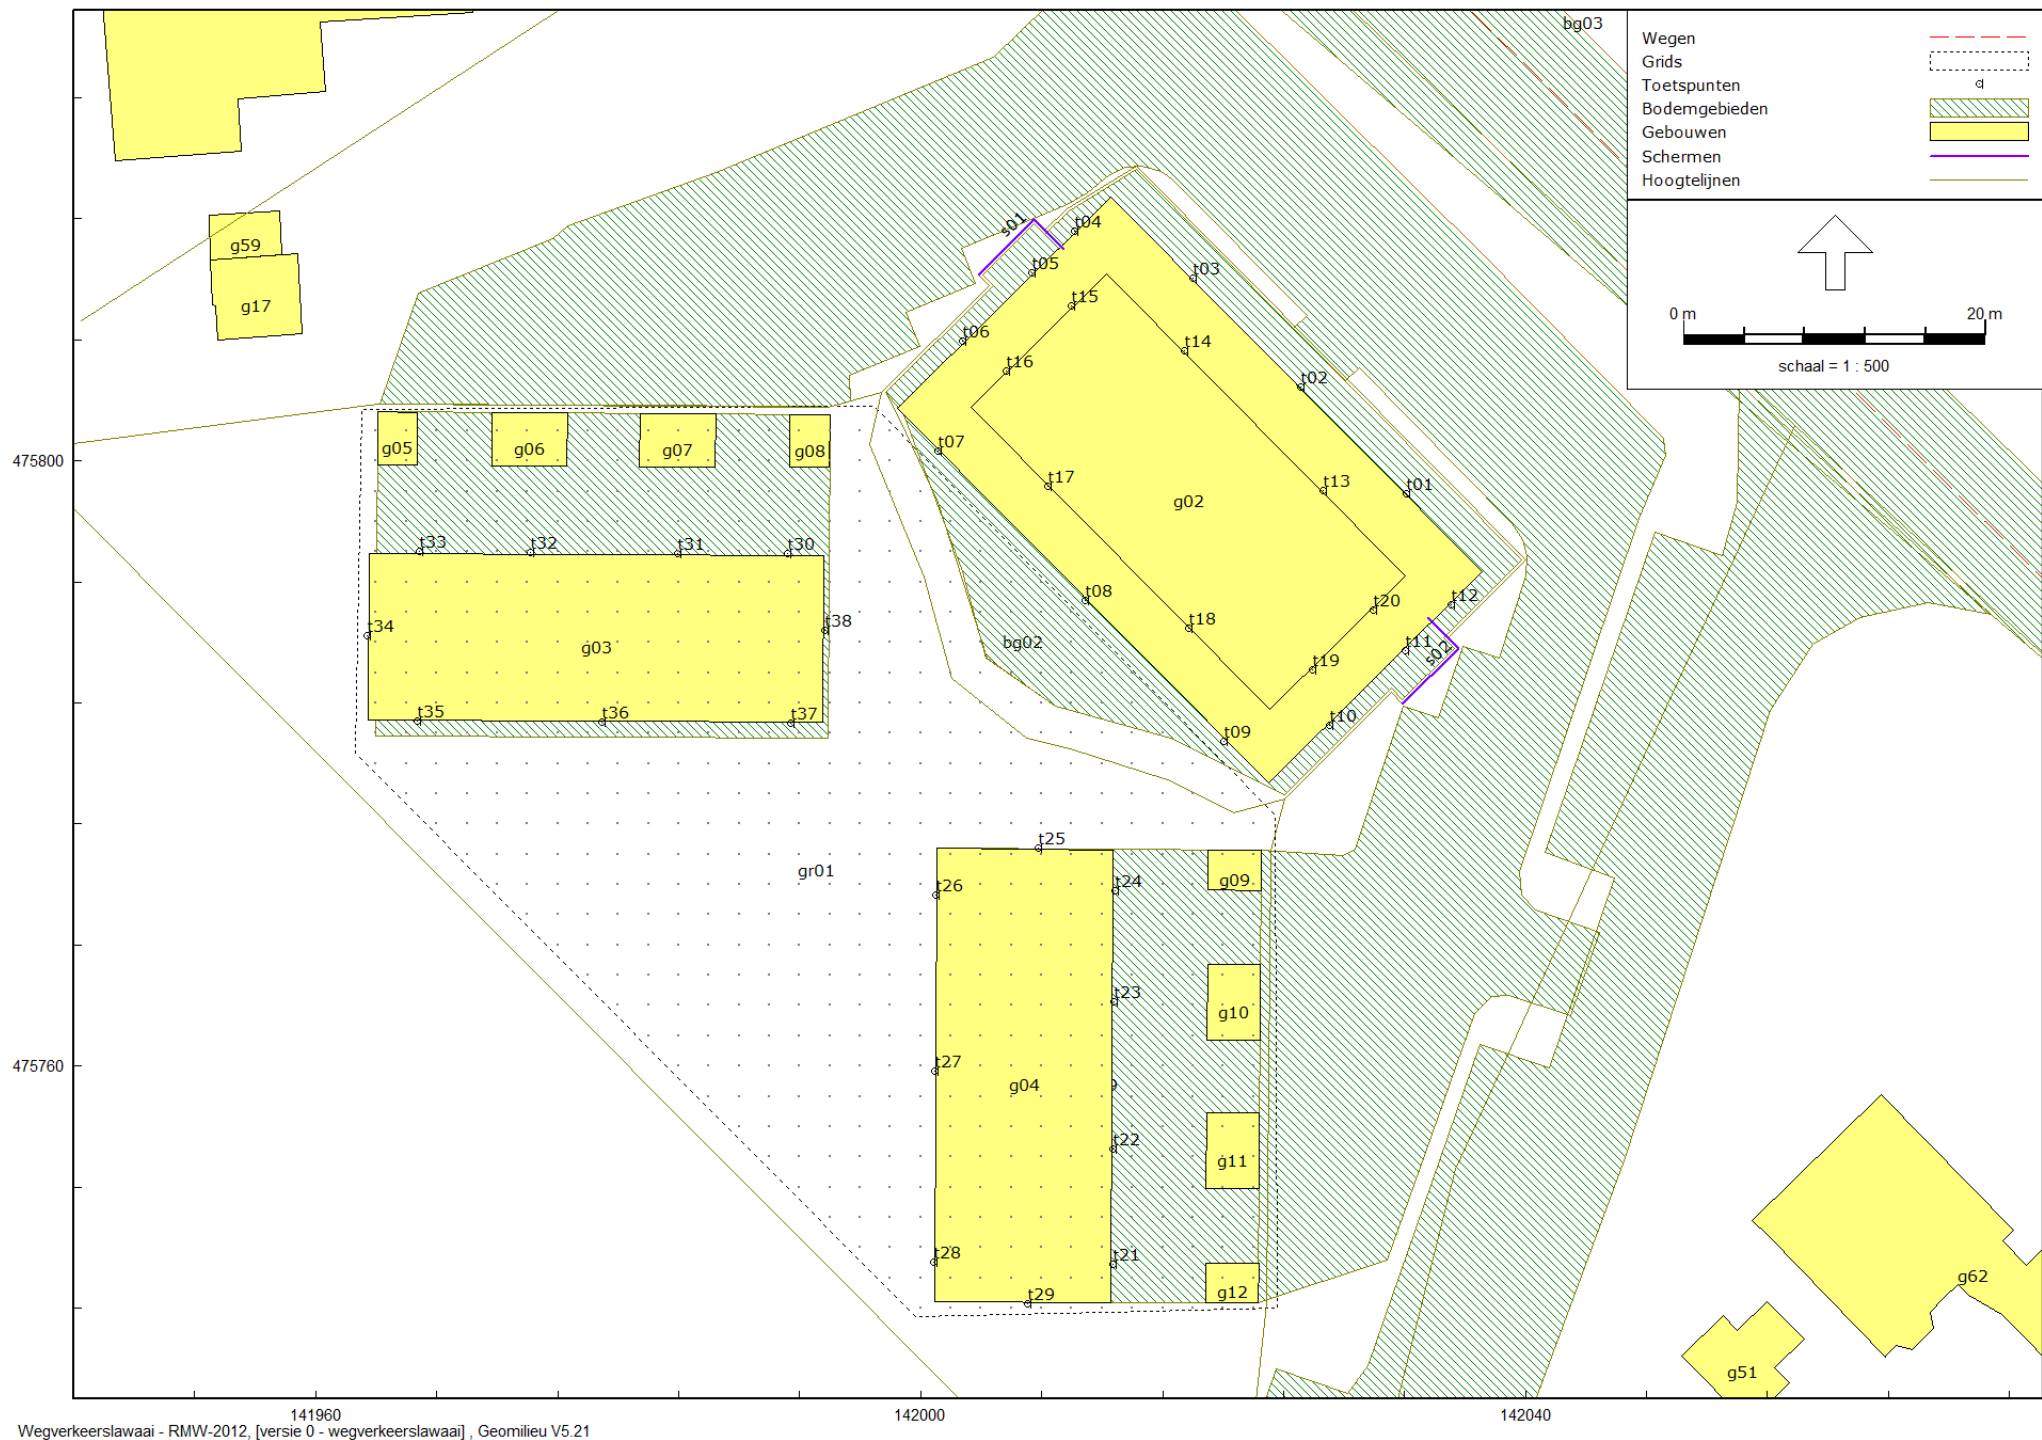 bg03
Wegen
Grids
Toetspunten
Bodemgebieden
Gebouwen
Schermen
Hoogtelijnen
0 m 20 m
schaal = 1 : 500
g59
g17
s01
t04
t05
t03
t15
t06
t14
t16
t02
g05
g06
g07
g08
475800
t07
t17
g02
t13
t01
t33
t32
t31
t30
t08
t12
t20
t34
t38
t18
g03
bg02
t11
s02
t19
t35
t36
t37
t10
t09
t25
gr01
t26
t24
g09
t23
g10
475760
t27
g04
t22
g11
t28
t21
g12
t29
g62
g51
141960 142000 142040
Wegverkeerslawaai - RMW-2012, [versie 0 - wegverkeerslawaai] , Geomilieu V5.21